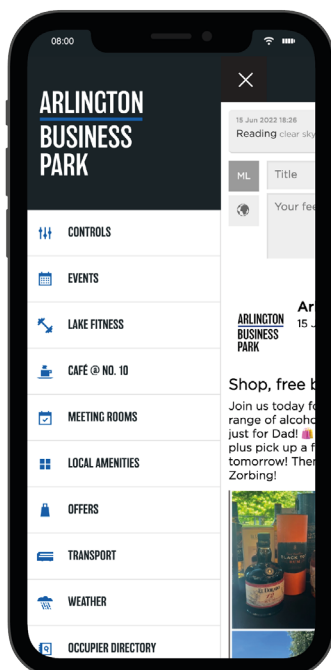 08:00
ARLINGTON
BUSINESS
PARK
CONTROLS
EVENTS
LAKE FITNESS
CAFÉ @ NO. 10
MEETING ROOMS
LOCAL AMENITIES
OFFERS
TRANSPORT
WEATHER
OCCUPIER DIRECTORY
15 Jun 2022 18:26
Reading clear sky
ML Title
Your fee
Ar
15 J
ARLINGTON
BUSINESS
PARK
Shop, free b
Join us today fo
range of alcoho
just for Dad!
plus pick up a f
tomorrow! Ther
Zorbing!